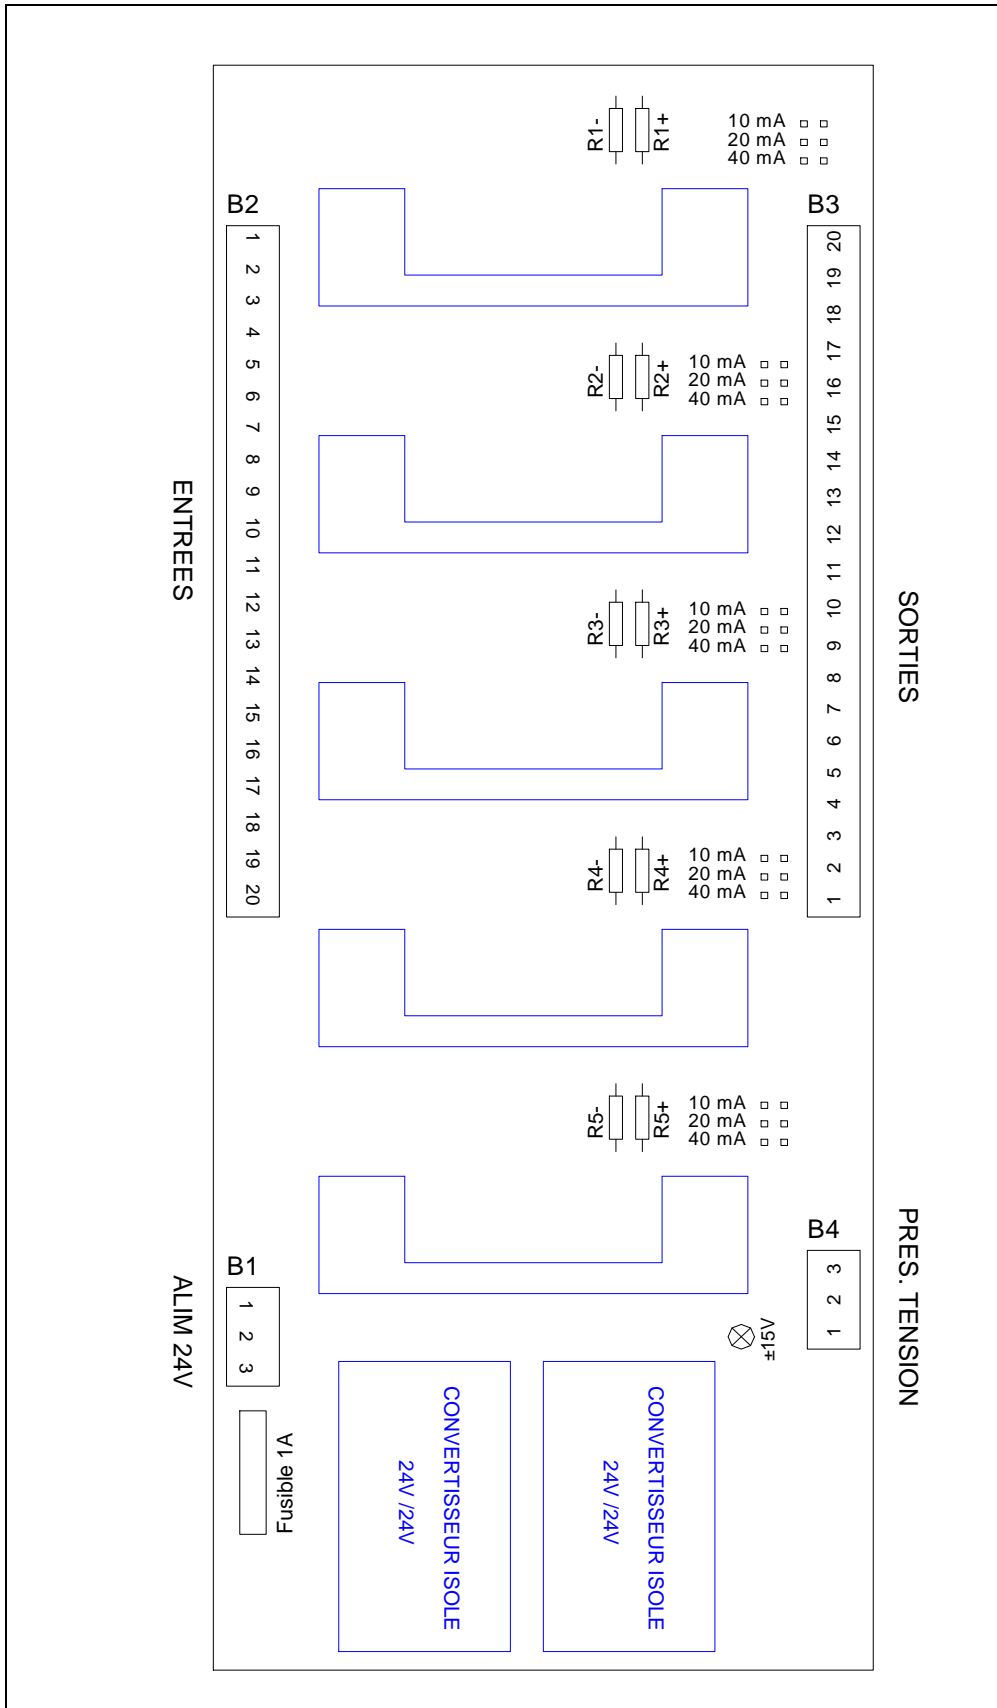 R1-
R1+
10 mA
20 mA
40 mA
B2
B3
1
2
3
4
5
6
7
8
9
10
11
12
13
14
15
16
17
18
19
20
20
19
18
17
16
15
14
13
12
11
10
9
8
7
6
5
4
3
2
1
ENTREES
SORTIES
R2-
R2+
10 mA
20 mA
40 mA
R3-
R3+
10 mA
20 mA
40 mA
R4-
R4+
10 mA
20 mA
40 mA
R5-
R5+
10 mA
20 mA
40 mA
B1
1
2
3
ALIM 24V
Fusible 1A
B4
3
2
1
PRES. TENSION
±15V
CONVERTISSEUR ISOLE
24V /24V
CONVERTISSEUR ISOLE
24V /24V